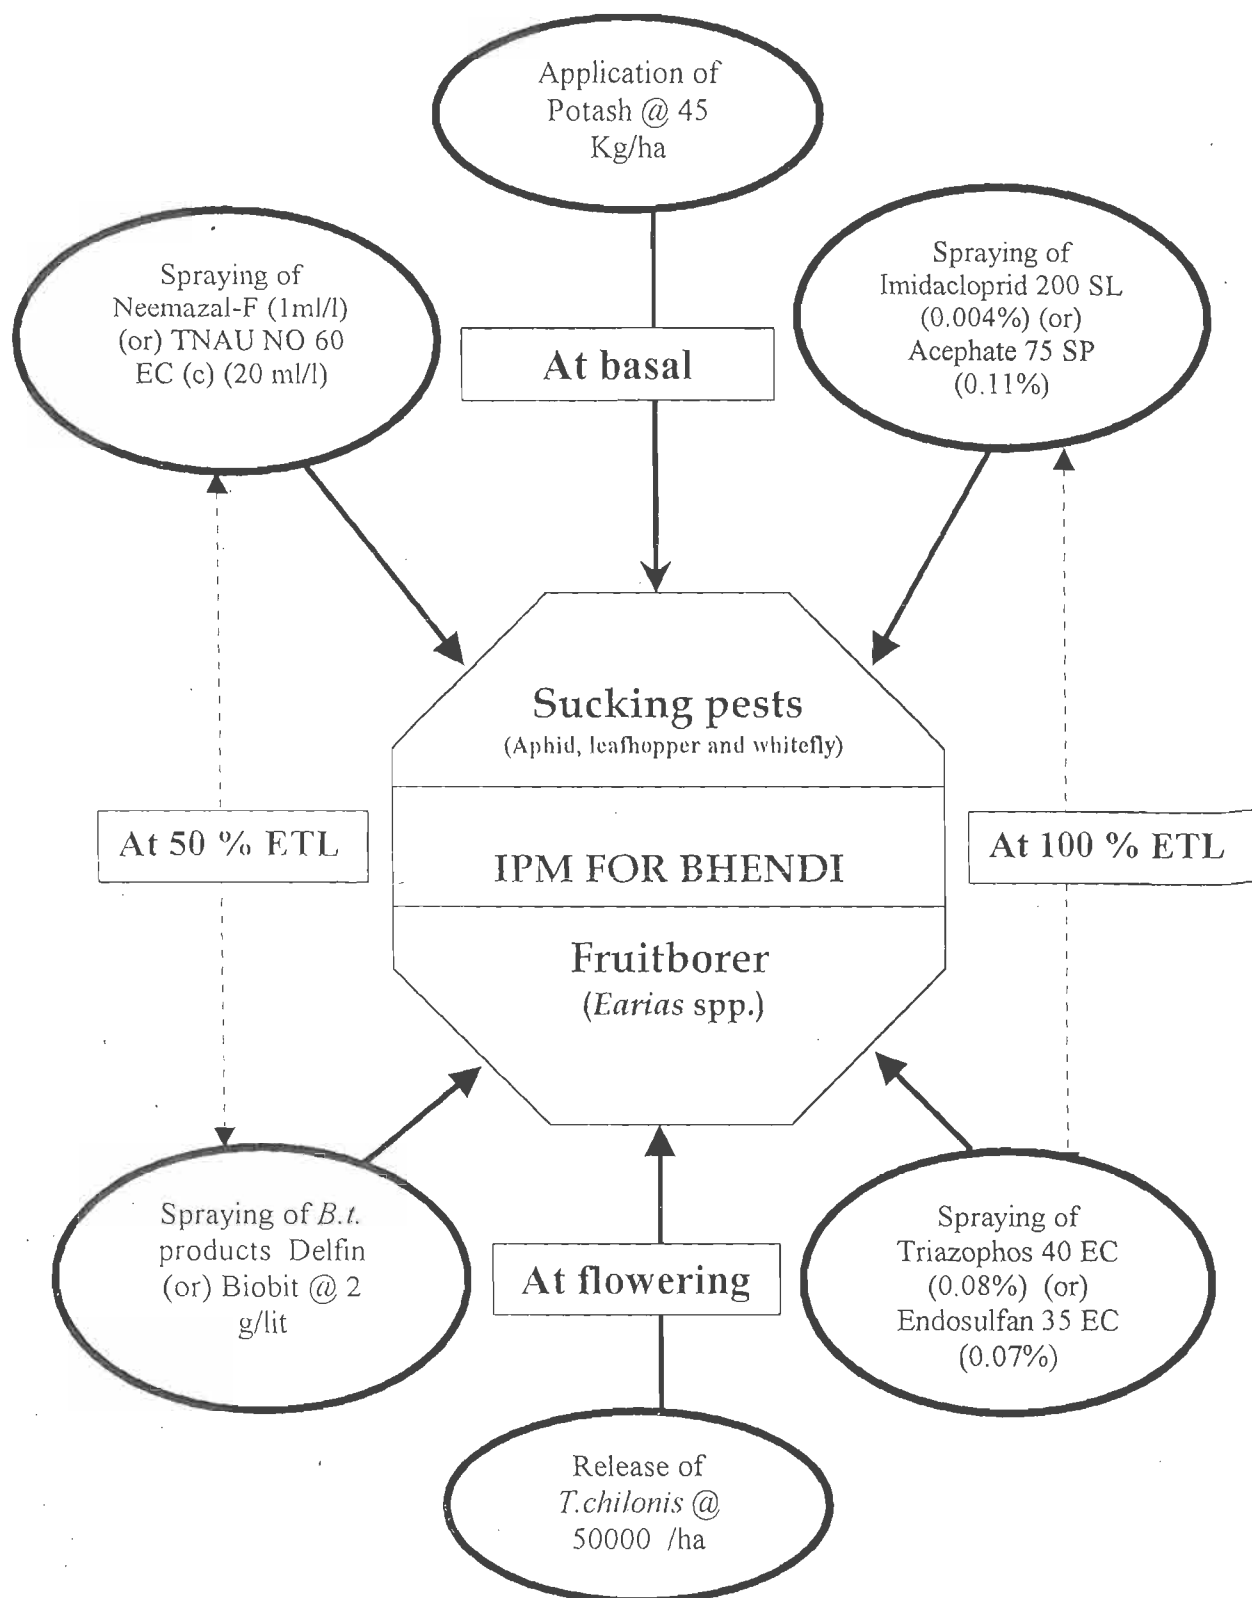 Application of
Potash @ 45
Kg/ha
Spraying of
Neemazal-F (1ml/l)
(or) TNAU NO 60
EC (c) (20 ml/l)
At basal
Spraying of
Imidacloprid 200 SL
(0.004%) (or)
Acephate 75 SP
(0.11%)
Sucking pests
(Aphid, leafhopper and whitefly)
At 50 % ETL
IPM FOR BHENDI
At 100 % ETL
Fruitborer
(Earias spp.)
Spraying of B.t.
products Delfin
(or) Biobit @ 2
g/lit
At flowering
Spraying of
Triazophos 40 EC
(0.08%) (or)
Endosulfan 35 EC
(0.07%)
Release of
T.chilonis @
50000 /ha